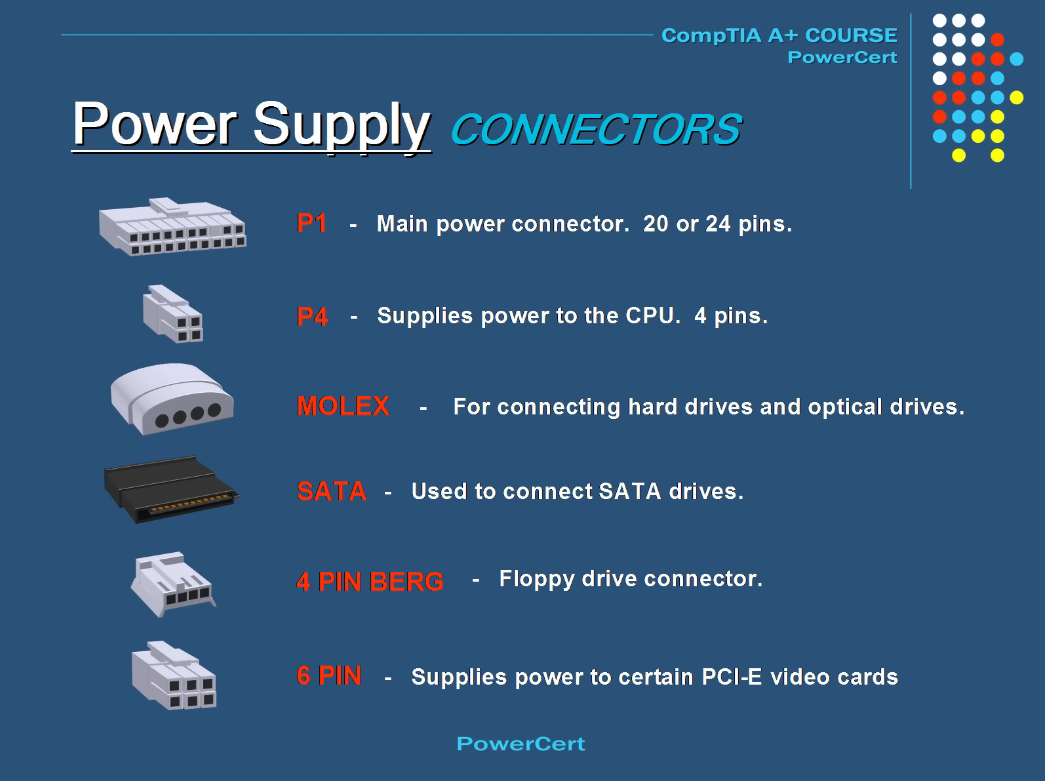 CompTIA A+ COURSE
PowerCert
Power Supply CONNECTORS
P1 - Main power connector. 20 or 24 pins.
P4 - Supplies power to the CPU. 4 pins.
MOLEX - For connecting hard drives and optical drives.
SATA - Used to connect SATA drives.
4 PIN BERG - Floppy drive connector.
6 PIN - Supplies power to certain PCI-E video cards
PowerCert